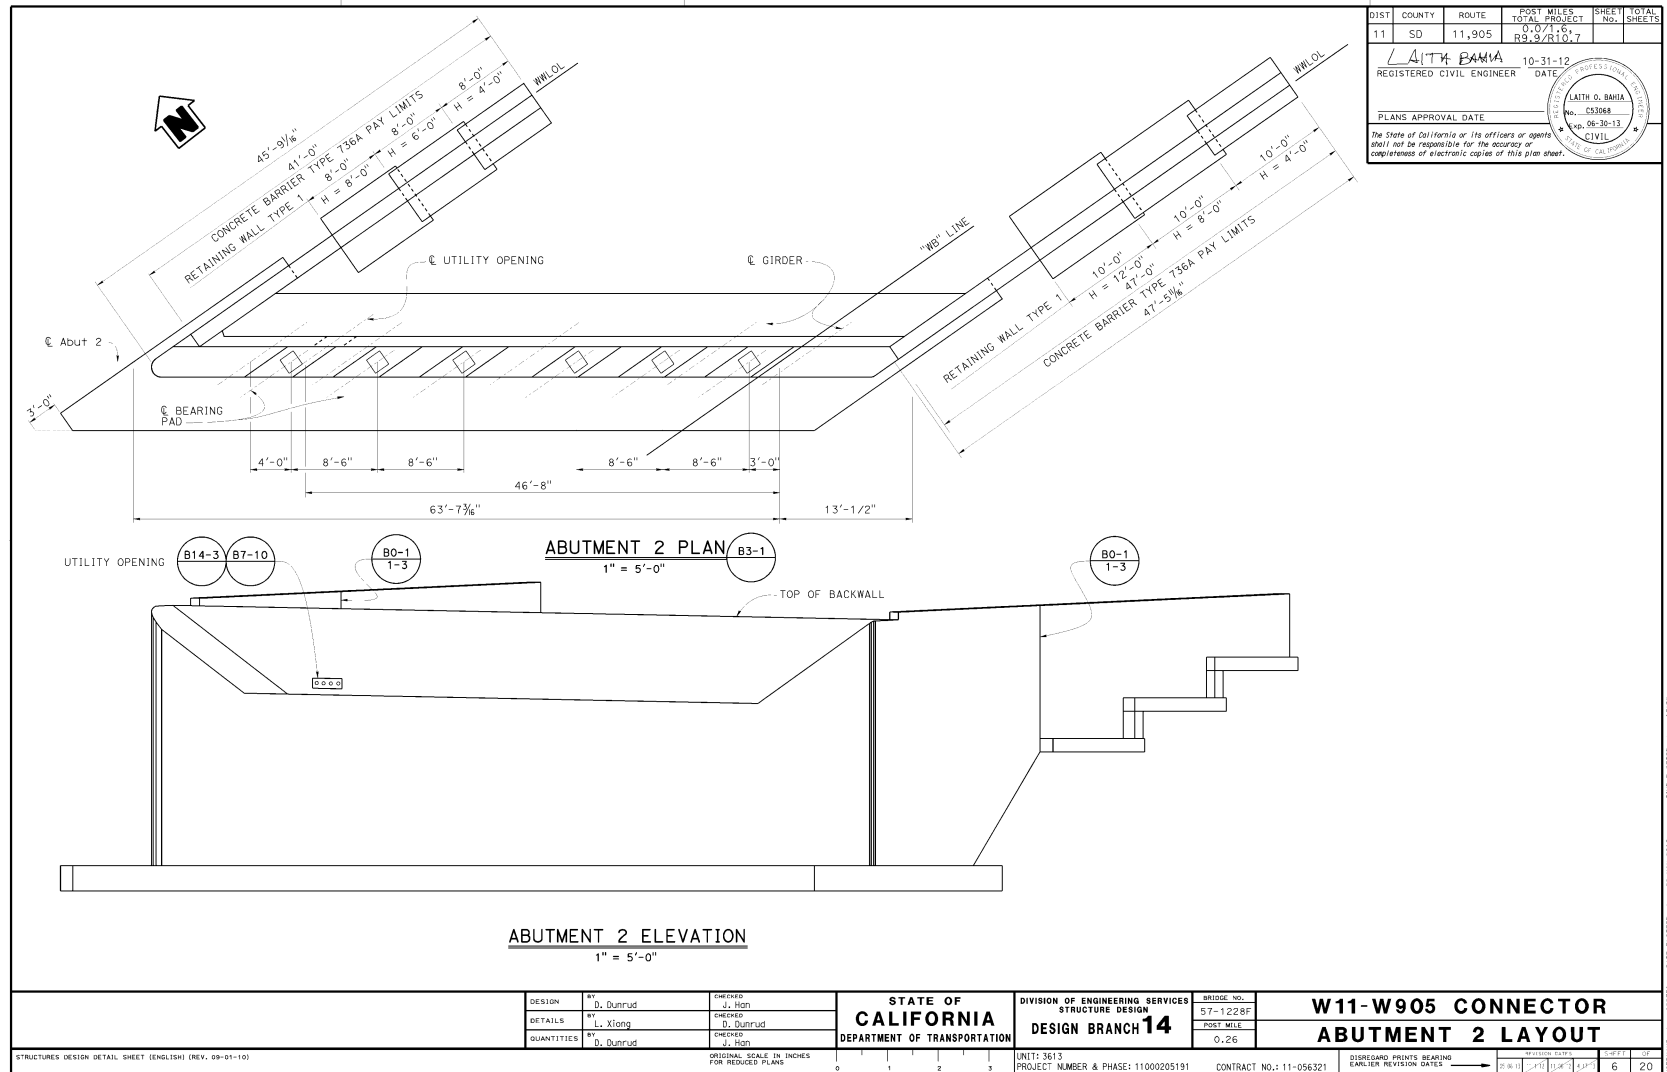 DIST COUNTY ROUTE POST MILES TOTAL PROJECT SHEET No. TOTAL SHEETS
11 SD 11,905 0.0/1.6, R9.9/R10.7
LAITH BAHIA 10-31-12
REGISTERED CIVIL ENGINEER DATE
PLANS APPROVAL DATE
The State of California or its officers or agents
shall not be responsible for the accuracy or
completeness of electronic copies of this plan sheet.
REGISTERED PROFESSIONAL ENGINEER
LAITH O. BAHIA
No. C53068
Exp. 06-30-13
CIVIL
STATE OF CALIFORNIA
N
45'-9 1/16"
41'-0"
CONCRETE BARRIER TYPE 736A PAY LIMITS
RETAINING WALL TYPE 1
8'-0"
H = 8'-0"
8'-0"
H = 6'-0"
8'-0"
H = 4'-0"
WWLOL
WWLOL
"WB" LINE
10'-0"
H = 4'-0"
10'-0"
H = 8'-0"
10'-0"
H = 12'-0"
RETAINING WALL TYPE 1
47'-0"
CONCRETE BARRIER TYPE 736A PAY LIMITS
℄ UTILITY OPENING
℄ GIRDER
℄ Abut 2
3'-0"
℄ BEARING
PAD
4'-0" 8'-6" 8'-6" 8'-6" 8'-6" 3'-0"
46'-8"
63'-7 3/16" 13'-1/2"
ABUTMENT 2 PLAN
1" = 5'-0"
B3-1
UTILITY OPENING
B14-3
B7-10
B0-1
1-3
B0-1
1-3
TOP OF BACKWALL
ABUTMENT 2 ELEVATION
1" = 5'-0"
DESIGN BY D. Dunrud CHECKED J. Han
DETAILS BY L. Xiong CHECKED D. Dunrud
QUANTITIES BY D. Dunrud CHECKED J. Han
STATE OF
CALIFORNIA
DEPARTMENT OF TRANSPORTATION
DIVISION OF ENGINEERING SERVICES
STRUCTURE DESIGN
DESIGN BRANCH 14
BRIDGE NO.
57-1228F
POST MILE
0.26
W11-W905 CONNECTOR
ABUTMENT 2 LAYOUT
STRUCTURES DESIGN DETAIL SHEET (ENGLISH) (REV. 09-01-10)
ORIGINAL SCALE IN INCHES
FOR REDUCED PLANS
0 1 2 3
UNIT: 3613
PROJECT NUMBER & PHASE: 11000205191
CONTRACT NO.: 11-056321
DISREGARD PRINTS BEARING
EARLIER REVISION DATES
REVISION DATES
SHEET OF
6 20